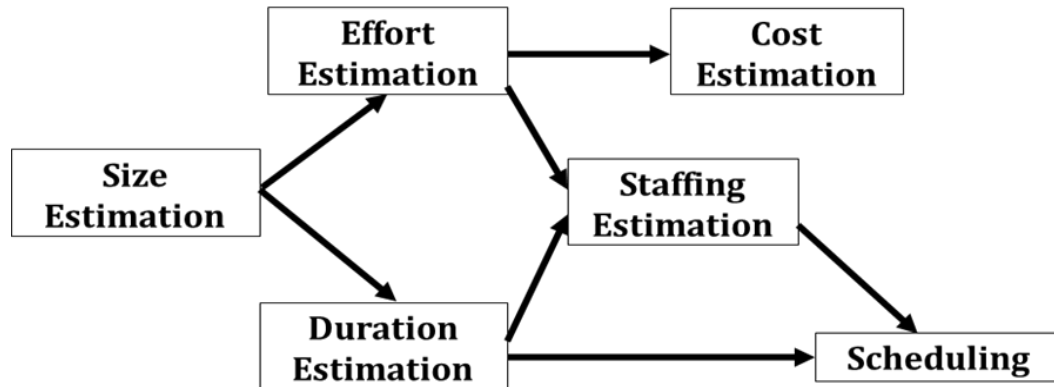 Effort
Estimation
Cost
Estimation
Size
Estimation
Staffing
Estimation
Duration
Estimation
Scheduling